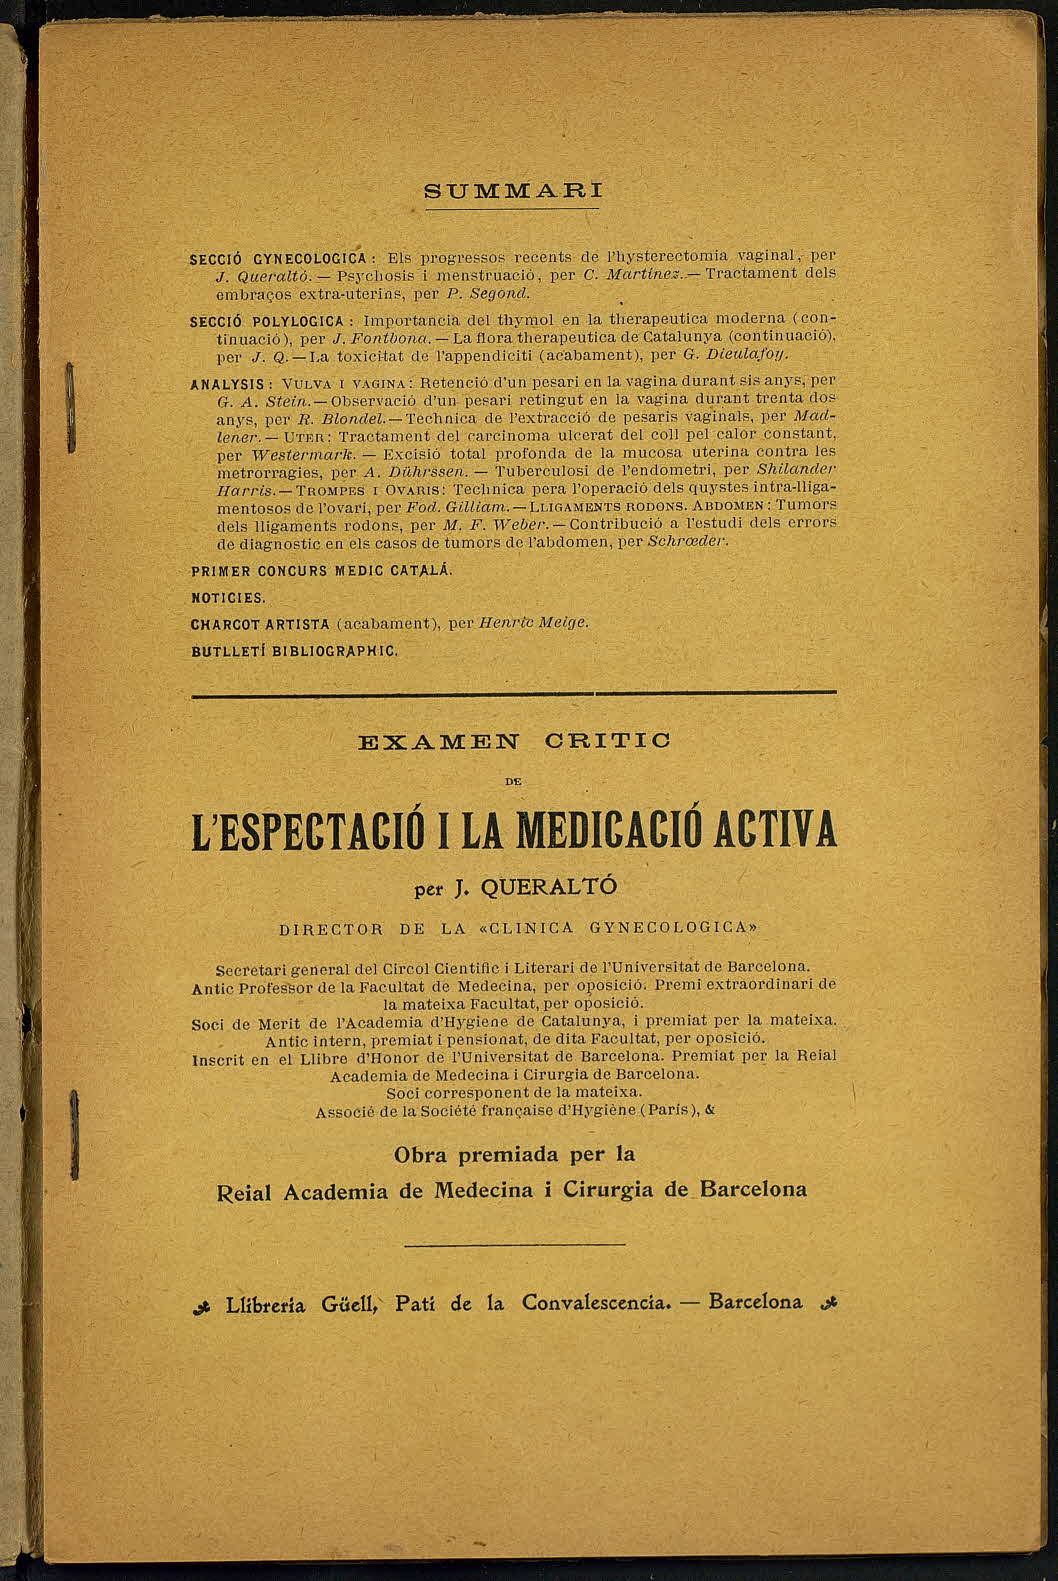 SUMMARI
SECCIÓ GYNECOLOGICA: Els progressos recents de l'hysterectomia vaginal, per
J. Queraltó. — Psychosis i menstruació, per C. Martínez. — Tractament dels
embraços extra-uterins, per P. Segond.
SECCIÓ POLYLOGICA: Importancia del thymol en la therapeutica moderna (con-
tinuació), per J. Fontbona. — La flora therapeutica de Catalunya (continuació),
per J. Q. — La toxicitat de l'appendiciti (acabament), per G. Dieulafoy.
ANALYSIS: VULVA I VAGINA: Retenció d'un pesari en la vagina durant sis anys, per
G. A. Stein. — Observació d'un pesari retingut en la vagina durant trenta dos
anys, per R. Blondel. — Technica de l'extracció de pesaris vaginals, per Mad-
lener. — UTER: Tractament del carcinoma ulcerat del coll pel calor constant,
per Westermark. — Excisió total profonda de la mucosa uterina contra les
metrorragies, per A. Dührssen. — Tuberculosi de l'endometri, per Shilander
Harris. — TROMPES I OVARIS: Technica pera l'operació dels quystes intra-lliga-
mentosos de l'ovari, per Fod. Gilliam. — LLIGAMENTS RODONS. ABDOMEN: Tumors
dels lligaments rodons, per M. F. Weber. — Contribució a l'estudi dels errors
de diagnostic en els casos de tumors de l'abdomen, per Schrœder.
PRIMER CONCURS MEDIC CATALÁ.
NOTICIES.
CHARCOT ARTISTA (acabament), per Henric Meige.
BUTLLETÍ BIBLIOGRAPHIC.
EXAMEN CRITIC
DE
L'ESPECTACIÓ I LA MEDICACIÓ ACTIVA
per J. QUERALTÓ
DIRECTOR DE LA «CLINICA GYNECOLOGICA»
Secretari general del Circol Cientific i Literari de l'Universitat de Barcelona.
Antic Professor de la Facultat de Medecina, per oposició. Premi extraordinari de
la mateixa Facultat, per oposició.
Soci de Merit de l'Academia d'Hygiene de Catalunya, i premiat per la mateixa.
Antic intern, premiat i pensionat, de dita Facultat, per oposició.
Inscrit en el Llibre d'Honor de l'Universitat de Barcelona. Premiat per la Reial
Academia de Medecina i Cirurgia de Barcelona.
Soci corresponent de la mateixa.
Associé de la Société française d'Hygiène (París), &
Obra premiada per la
Reial Academia de Medecina i Cirurgia de Barcelona
Llibreria Güell, Pati de la Convalescencia. — Barcelona